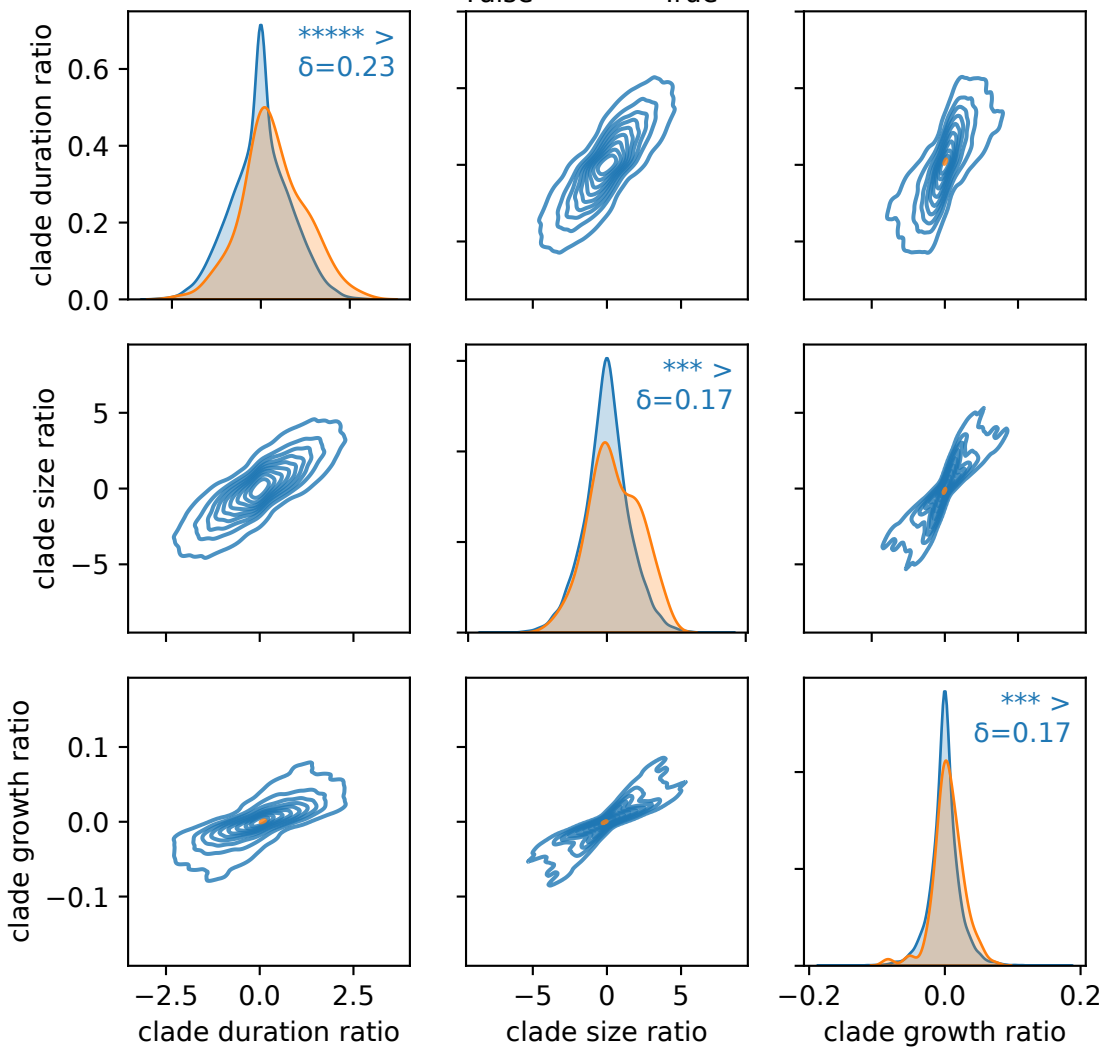 False True
***** >
δ=0.23
clade duration ratio
0.6
0.4
0.2
0.0
*** >
δ=0.17
clade size ratio
5
0
−5
*** >
δ=0.17
clade growth ratio
0.1
0.0
−0.1
−2.5 0.0 2.5 −5 0 5 −0.2 0.0 0.2
clade duration ratio clade size ratio clade growth ratio